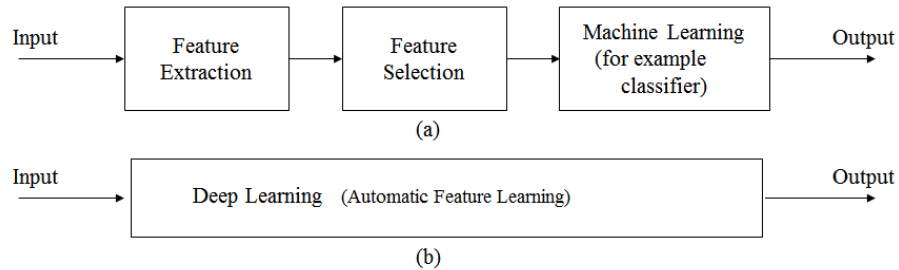 Input
Feature
Extraction
Feature
Selection
Machine Learning
(for example
classifier)
Output
(a)
Input
Deep Learning (Automatic Feature Learning)
Output
(b)